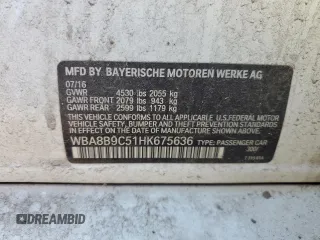 MFD BY BAYERISCHE MOTOREN WERKE AG
07/16
GVWR 4530 lbs 2055 kg
GAWR FRONT 2079 lbs 943 kg
GAWR REAR 2599 lbs 1179 kg
THIS VEHICLE CONFORMS TO ALL APPLICABLE FEDERAL MOTOR
VEHICLE SAFETY, BUMPER, AND THEFT PREVENTION STANDARDS
IN EFFECT ON THE DATE OF MANUFACTURE SHOWN ABOVE.
WBA8B9C51HK675636 TYPE: PASSENGER CAR
300
© IDREAMBID